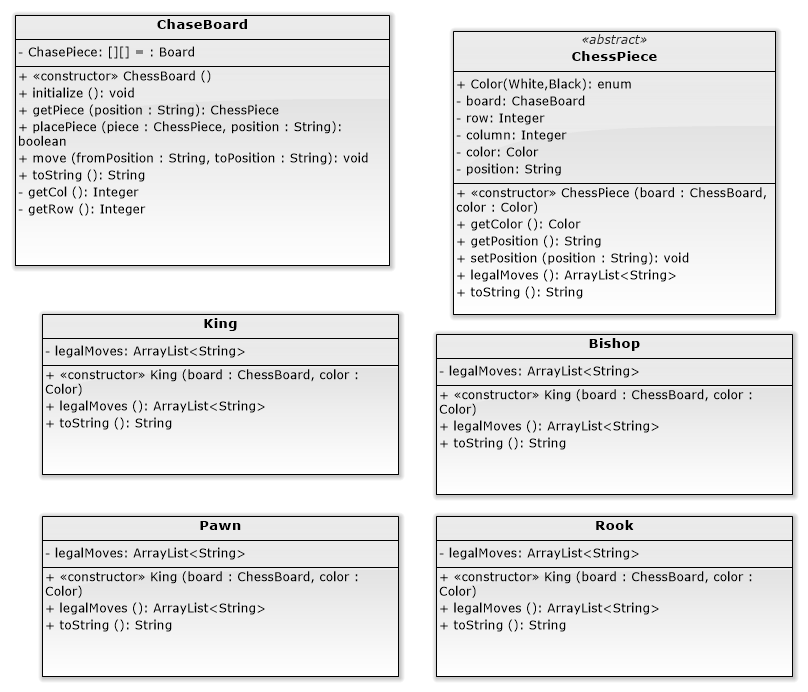 ChaseBoard
- ChasePiece: [][] = : Board
+ «constructor» ChessBoard ()
+ initialize (): void
+ getPiece (position : String): ChessPiece
+ placePiece (piece : ChessPiece, position : String):
boolean
+ move (fromPosition : String, toPosition : String): void
+ toString (): String
- getCol (): Integer
- getRow (): Integer
«abstract»
ChessPiece
+ Color(White,Black): enum
- board: ChaseBoard
- row: Integer
- column: Integer
- color: Color
- position: String
+ «constructor» ChessPiece (board : ChessBoard,
color : Color)
+ getColor (): Color
+ getPosition (): String
+ setPosition (position : String): void
+ legalMoves (): ArrayList<String>
+ toString (): String
King
- legalMoves: ArrayList<String>
+ «constructor» King (board : ChessBoard, color :
Color)
+ legalMoves (): ArrayList<String>
+ toString (): String
Bishop
- legalMoves: ArrayList<String>
+ «constructor» King (board : ChessBoard, color :
Color)
+ legalMoves (): ArrayList<String>
+ toString (): String
Pawn
- legalMoves: ArrayList<String>
+ «constructor» King (board : ChessBoard, color :
Color)
+ legalMoves (): ArrayList<String>
+ toString (): String
Rook
- legalMoves: ArrayList<String>
+ «constructor» King (board : ChessBoard, color :
Color)
+ legalMoves (): ArrayList<String>
+ toString (): String